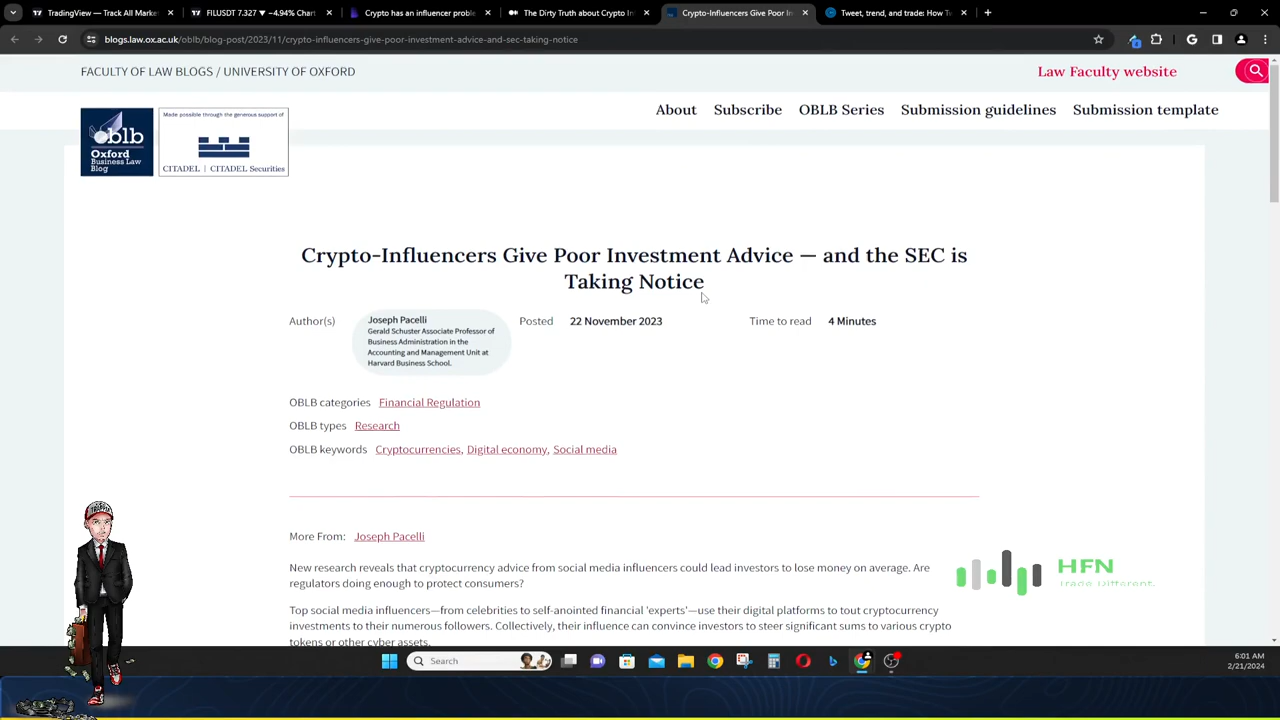 TradingView — Track All Market
FILUSDT 7.327 ▼ −4.94% Chart
Crypto has an influencer proble
The Dirty Truth about Crypto In
Crypto-Influencers Give Poor In
Tweet, trend, and trade: How Tw
blogs.law.ox.ac.uk/oblb/blog-post/2023/11/crypto-influencers-give-poor-investment-advice-and-sec-taking-notice
FACULTY OF LAW BLOGS / UNIVERSITY OF OXFORD
Law Faculty website
About Subscribe OBLB Series Submission guidelines Submission template
oblb
Oxford
Business Law
Blog
Made possible through the generous support of
CITADEL | CITADEL Securities
Crypto-Influencers Give Poor Investment Advice — and the SEC is
Taking Notice
Author(s)
Joseph Pacelli
Gerald Schuster Associate Professor of
Business Administration in the
Accounting and Management Unit at
Harvard Business School.
Posted 22 November 2023
Time to read 4 Minutes
OBLB categories Financial Regulation
OBLB types Research
OBLB keywords Cryptocurrencies, Digital economy, Social media
More From: Joseph Pacelli
New research reveals that cryptocurrency advice from social media influencers could lead investors to lose money on average. Are
regulators doing enough to protect consumers?
Top social media influencers—from celebrities to self-anointed financial 'experts'—use their digital platforms to tout cryptocurrency
investments to their numerous followers. Collectively, their influence can convince investors to steer significant sums to various crypto
tokens or other cyber assets.
HFN
Trade Different.
Search
6:01 AM
2/21/2024